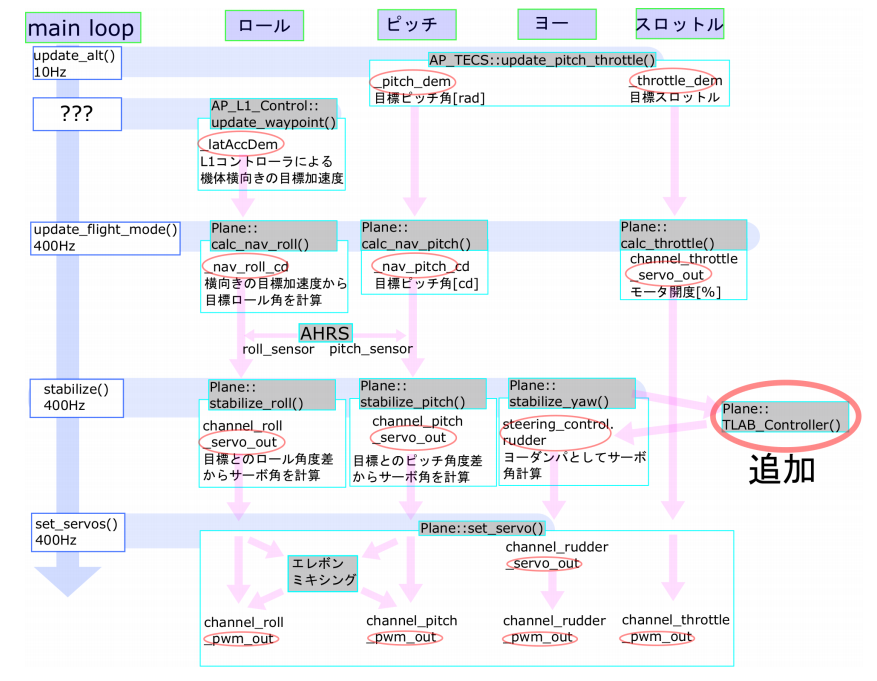 main loop
ロール
ピッチ
ヨー
スロットル
update_alt()
10Hz
AP_TECS::update_pitch_throttle()
_pitch_dem
目標ピッチ角[rad]
_throttle_dem
目標スロットル
???
AP_L1_Control::
update_waypoint()
_latAccDem
L1コントローラによる
機体横向きの目標加速度
update_flight_mode()
400Hz
Plane::
calc_nav_roll()
_nav_roll_cd
横向きの目標加速度から
目標ロール角を計算
Plane::
calc_nav_pitch()
_nav_pitch_cd
目標ピッチ角[cd]
Plane::
calc_throttle()
channel_throttle
_servo_out
モータ開度[%]
AHRS
roll_sensor pitch_sensor
stabilize()
400Hz
Plane::
stabilize_roll()
channel_roll
_servo_out
目標とのロール角度差
からサーボ角を計算
Plane::
stabilize_pitch()
channel_pitch
_servo_out
目標とのピッチ角度差
からサーボ角を計算
Plane::
stabilize_yaw()
steering_control.
rudder
ヨーダンパとしてサーボ
角計算
Plane::
TLAB_Controller()
追加
set_servos()
400Hz
Plane::set_servo()
エレボン
ミキシング
channel_rudder
_servo_out
channel_roll
_pwm_out
channel_pitch
_pwm_out
channel_rudder
_pwm_out
channel_throttle
_pwm_out